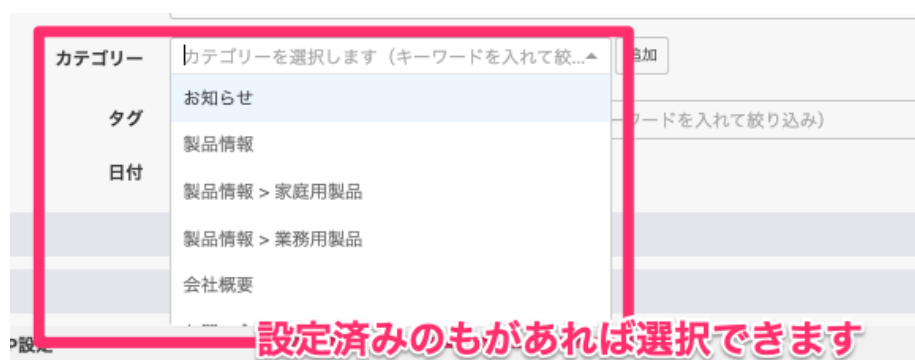 カテゴリー
カテゴリーを選択します（キーワードを入れて絞...
追加
お知らせ
タグ
ワードを入れて絞り込み）
製品情報
日付
製品情報 > 家庭用製品
製品情報 > 業務用製品
会社概要
P設定
設定済みのもがあれば選択できます